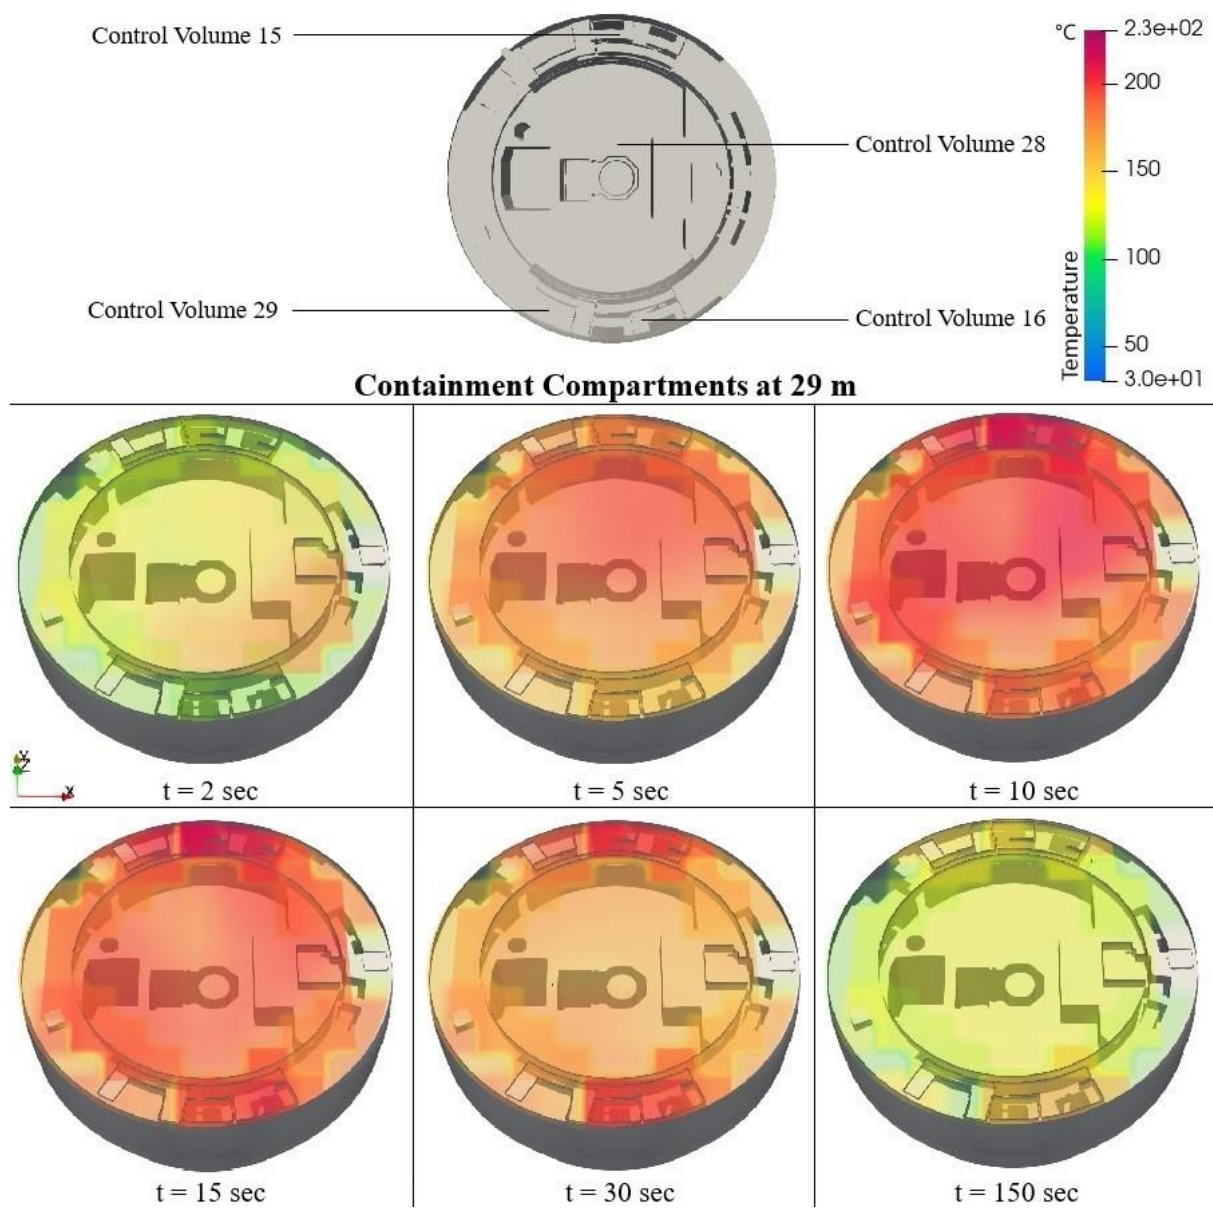 Control Volume 15
Control Volume 28
Control Volume 29
Control Volume 16
°C
2.3e+02
200
150
100
50
3.0e+01
Temperature
Containment Compartments at 29 m
Y
Z
X
t = 2 sec
t = 5 sec
t = 10 sec
t = 15 sec
t = 30 sec
t = 150 sec